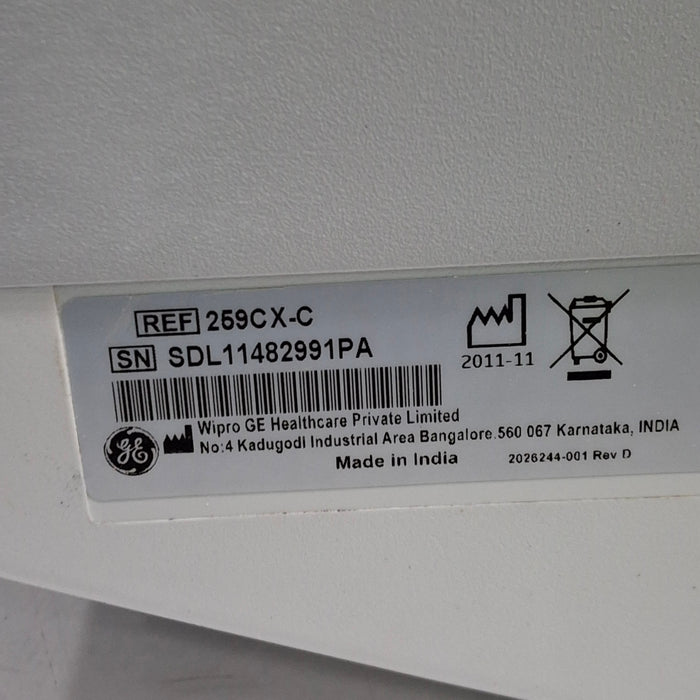 REF 259CX-C
SN SDL11482991PA
2011-11
GE
Wipro GE Healthcare Private Limited
No:4 Kadugodi Industrial Area Bangalore.560 067 Karnataka, INDIA
Made in India
2026244-001 Rev D